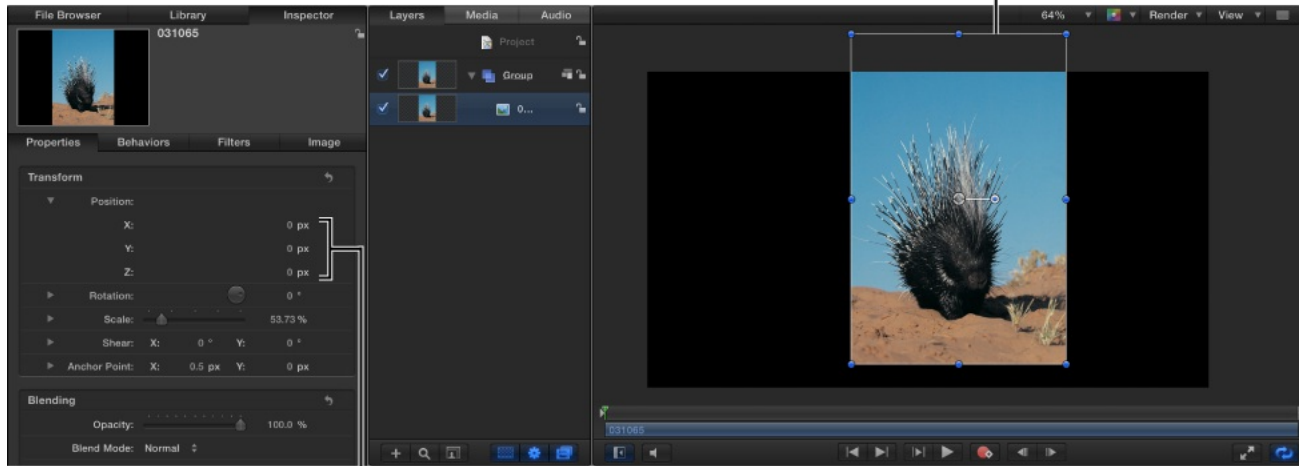 File Browser Library Inspector
031065
Properties Behaviors Filters Image
Transform
Position:
X: 0 px
Y: 0 px
Z: 0 px
Rotation: 0 °
Scale: 53.73 %
Shear: X: 0 ° Y: 0 °
Anchor Point: X: 0.5 px Y: 0 px
Blending
Opacity: 100.0 %
Blend Mode: Normal
Layers Media Audio
Project
Group
0...
64% Render View
031065